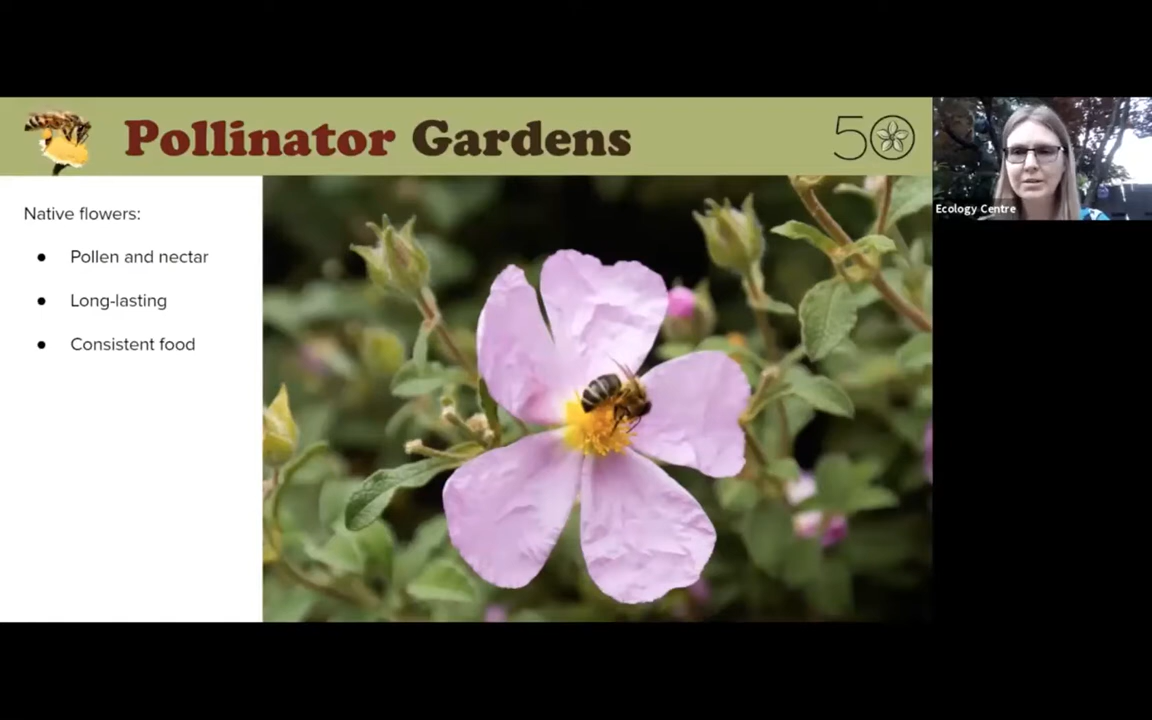 Pollinator Gardens
50
Ecology Centre
Native flowers:
● Pollen and nectar
● Long-lasting
● Consistent food